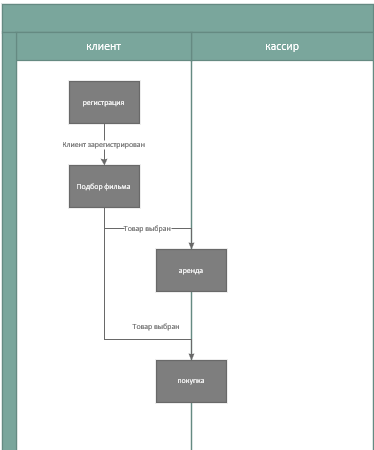 клиент
кассир
регистрация
Клиент зарегистрирован
Подбор фильма
Товар выбран
аренда
Товар выбран
покупка